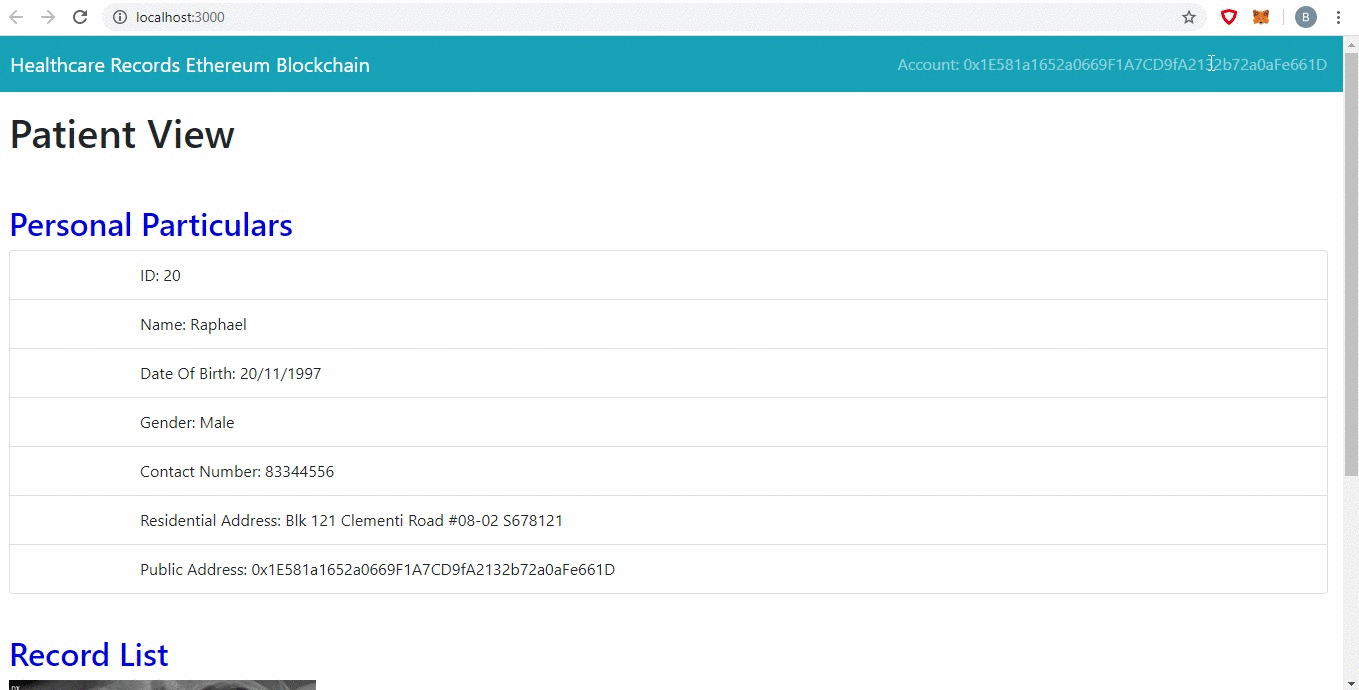 localhost:3000
B
Healthcare Records Ethereum Blockchain
Account: 0x1E581a1652a0669F1A7CD9fA2132b72a0aFe661D
Patient View
Personal Particulars
ID: 20
Name: Raphael
Date Of Birth: 20/11/1997
Gender: Male
Contact Number: 83344556
Residential Address: Blk 121 Clementi Road #08-02 S678121
Public Address: 0x1E581a1652a0669F1A7CD9fA2132b72a0aFe661D
Record List